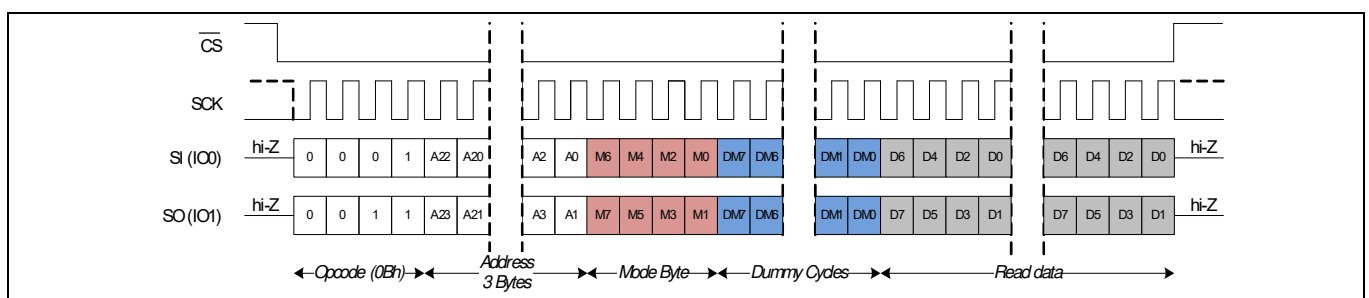 CS
SCK
SI (IO0) hi-Z 0 0 0 1 A22 A20 A2 A0 M6 M4 M2 M0 DM7 DM6 DM1 DM0 D6 D4 D2 D0 D6 D4 D2 D0 hi-Z
SO (IO1) hi-Z 0 0 1 1 A23 A21 A3 A1 M7 M5 M3 M1 DM7 DM6 DM1 DM0 D7 D5 D3 D1 D7 D5 D3 D1 hi-Z
Opcode (0Bh) Address Mode Byte Dummy Cycles Read data
3 Bytes